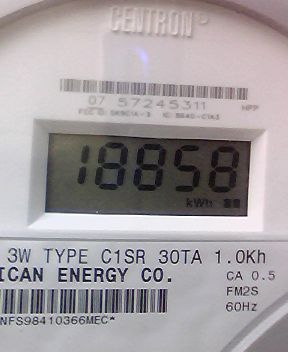 CENTRON®
07 57245311 HPP
18858
kWh
3W TYPE C1SR 30TA 1.0Kh
ICAN ENERGY CO.
CA 0.5
FM2S
60Hz
NFS98410366MEC*